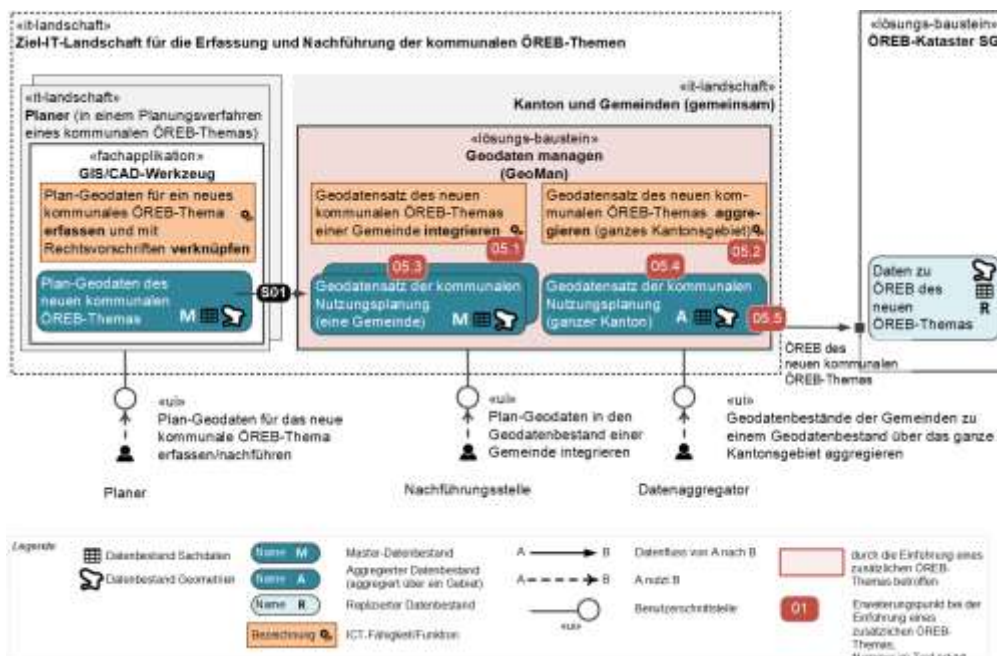 «it-landschaft»
Ziel-IT-Landschaft für die Erfassung und Nachführung der kommunalen ÖREB-Themen
«it-landschaft»
Planer (in einem Planungsverfahren
eines kommunalen ÖREB-Themas)
«fachapplikation»
GIS/CAD-Werkzeug
Plan-Geodaten für ein neues
kommunales ÖREB-Thema
erfassen und mit
Rechtsvorschriften verknüpfen
Plan-Geodaten des
neuen kommunalen
ÖREB-Themas
M
S01
«it-landschaft»
Kanton und Gemeinden (gemeinsam)
«lösungs-baustein»
Geodaten managen
(GeoMan)
Geodatensatz des neuen
kommunalen ÖREB-Themas
einer Gemeinde integrieren
05.1
Geodatensatz des neuen kom-
munalen ÖREB-Themas aggre-
gieren (ganzes Kantonsgebiet)
05.2
05.3
Geodatensatz der kommunalen
Nutzungsplanung
(eine Gemeinde)
M
05.4
Geodatensatz der kommunalen
Nutzungsplanung
(ganzer Kanton)
A
05.5
«lösungs-baustein»
ÖREB-Kataster SG
Daten zu
ÖREB des
neuen
ÖREB-Themas
R
ÖREB des
neuen kommunalen
ÖREB-Themas
«ui»
Plan-Geodaten für das neue
kommunale ÖREB-Thema
erfassen/nachführen
Planer
«ui»
Plan-Geodaten in den
Geodatenbestand einer
Gemeinde integrieren
Nachführungsstelle
«ui»
Geodatenbestände der Gemeinden zu
einem Geodatenbestand über das ganze
Kantonsgebiet aggregieren
Datenaggregator
Legende
Datenbestand Sachdaten
Datenbestand Geometrien
Name M
Master-Datenbestand
Name A
Aggregierter Datenbestand
(aggregiert über ein Gebiet)
Name R
Replizierter Datenbestand
Bezeichnung
ICT-Fähigkeit/Funktion
A
B
Datenfluss von A nach B
A
B
A nutzt B
«ui»
Benutzerschnittstelle
durch die Einführung eines
zusätzlichen ÖREB-
Themas betroffen
01
Erweiterungspunkt bei der
Einführung eines
zusätzlichen ÖREB-
Themas,